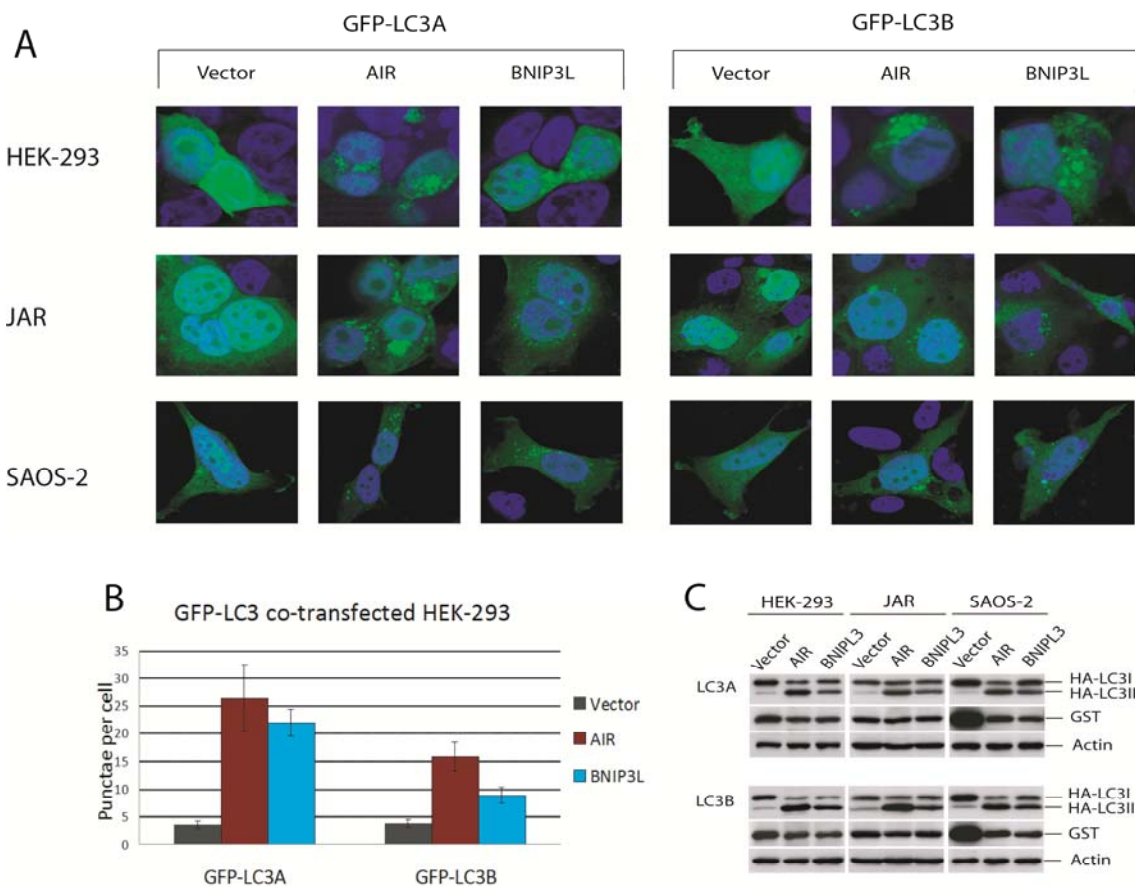 A
GFP-LC3A
GFP-LC3B
Vector
AIR
BNIP3L
Vector
AIR
BNIP3L
HEK-293
JAR
SAOS-2
B
GFP-LC3 co-transfected HEK-293
Punctae per cell
35
30
25
20
15
10
5
0
GFP-LC3A
GFP-LC3B
Vector
AIR
BNIP3L
C
HEK-293
JAR
SAOS-2
Vector
AIR
BNIPL3
Vector
AIR
BNIPL3
Vector
AIR
BNIPL3
LC3A
HA-LC3I
HA-LC3II
GST
Actin
LC3B
HA-LC3I
HA-LC3II
GST
Actin